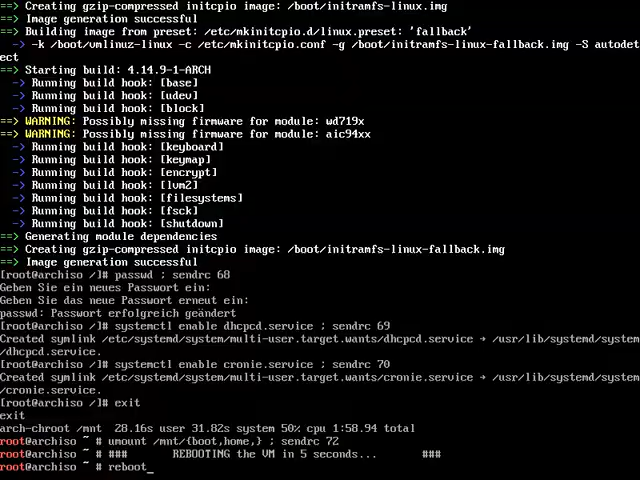 ==> Creating gzip-compressed initcpio image: /boot/initramfs-linux.img
==> Image generation successful
==> Building image from preset: /etc/mkinitcpio.d/linux.preset: 'fallback'
  -> -k /boot/vmlinuz-linux -c /etc/mkinitcpio.conf -g /boot/initramfs-linux-fallback.img -S autodet
ect
==> Starting build: 4.14.9-1-ARCH
  -> Running build hook: [base]
  -> Running build hook: [udev]
  -> Running build hook: [block]
==> WARNING: Possibly missing firmware for module: wd719x
==> WARNING: Possibly missing firmware for module: aic94xx
  -> Running build hook: [keyboard]
  -> Running build hook: [keymap]
  -> Running build hook: [encrypt]
  -> Running build hook: [lvm2]
  -> Running build hook: [filesystems]
  -> Running build hook: [fsck]
  -> Running build hook: [shutdown]
==> Generating module dependencies
==> Creating gzip-compressed initcpio image: /boot/initramfs-linux-fallback.img
==> Image generation successful
[root@archiso /]# passwd ; sendrc 68
Geben Sie ein neues Passwort ein:
Geben Sie das neue Passwort erneut ein:
passwd: Passwort erfolgreich geändert
[root@archiso /]# systemctl enable dhcpcd.service ; sendrc 69
Created symlink /etc/systemd/system/multi-user.target.wants/dhcpcd.service → /usr/lib/systemd/system
/dhcpcd.service.
[root@archiso /]# systemctl enable cronie.service ; sendrc 70
Created symlink /etc/systemd/system/multi-user.target.wants/cronie.service → /usr/lib/systemd/system
/cronie.service.
[root@archiso /]# exit
exit
arch-chroot /mnt  28.16s user 31.82s system 50% cpu 1:58.94 total
root@archiso ~ # umount /mnt/{boot,home,} ; sendrc 72
root@archiso ~ # ###       REBOOTING the VM in 5 seconds...       ###
root@archiso ~ # reboot_